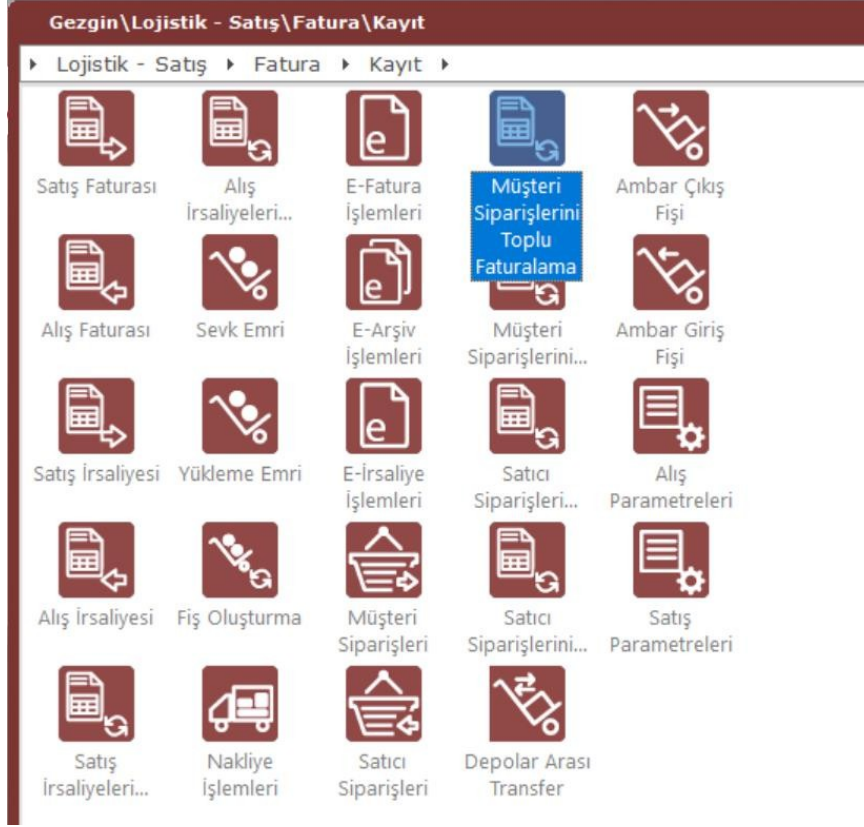 Gezgin\Lojistik - Satış\Fatura\Kayıt
Lojistik - Satış Fatura Kayıt
Satış Faturası
Alış
İrsaliyeleri...
E-Fatura
İşlemleri
Müşteri
Siparişlerini
Toplu
Faturalama
Ambar Çıkış
Fişi
Alış Faturası
Sevk Emri
E-Arşiv
İşlemleri
Müşteri
Siparişlerini...
Ambar Giriş
Fişi
Satış İrsaliyesi
Yükleme Emri
E-İrsaliye
İşlemleri
Satıcı
Siparişleri...
Alış
Parametreleri
Alış İrsaliyesi
Fiş Oluşturma
Müşteri
Siparişleri
Satıcı
Siparişlerini...
Satış
Parametreleri
Satış
İrsaliyeleri...
Nakliye
İşlemleri
Satıcı
Siparişleri
Depolar Arası
Transfer